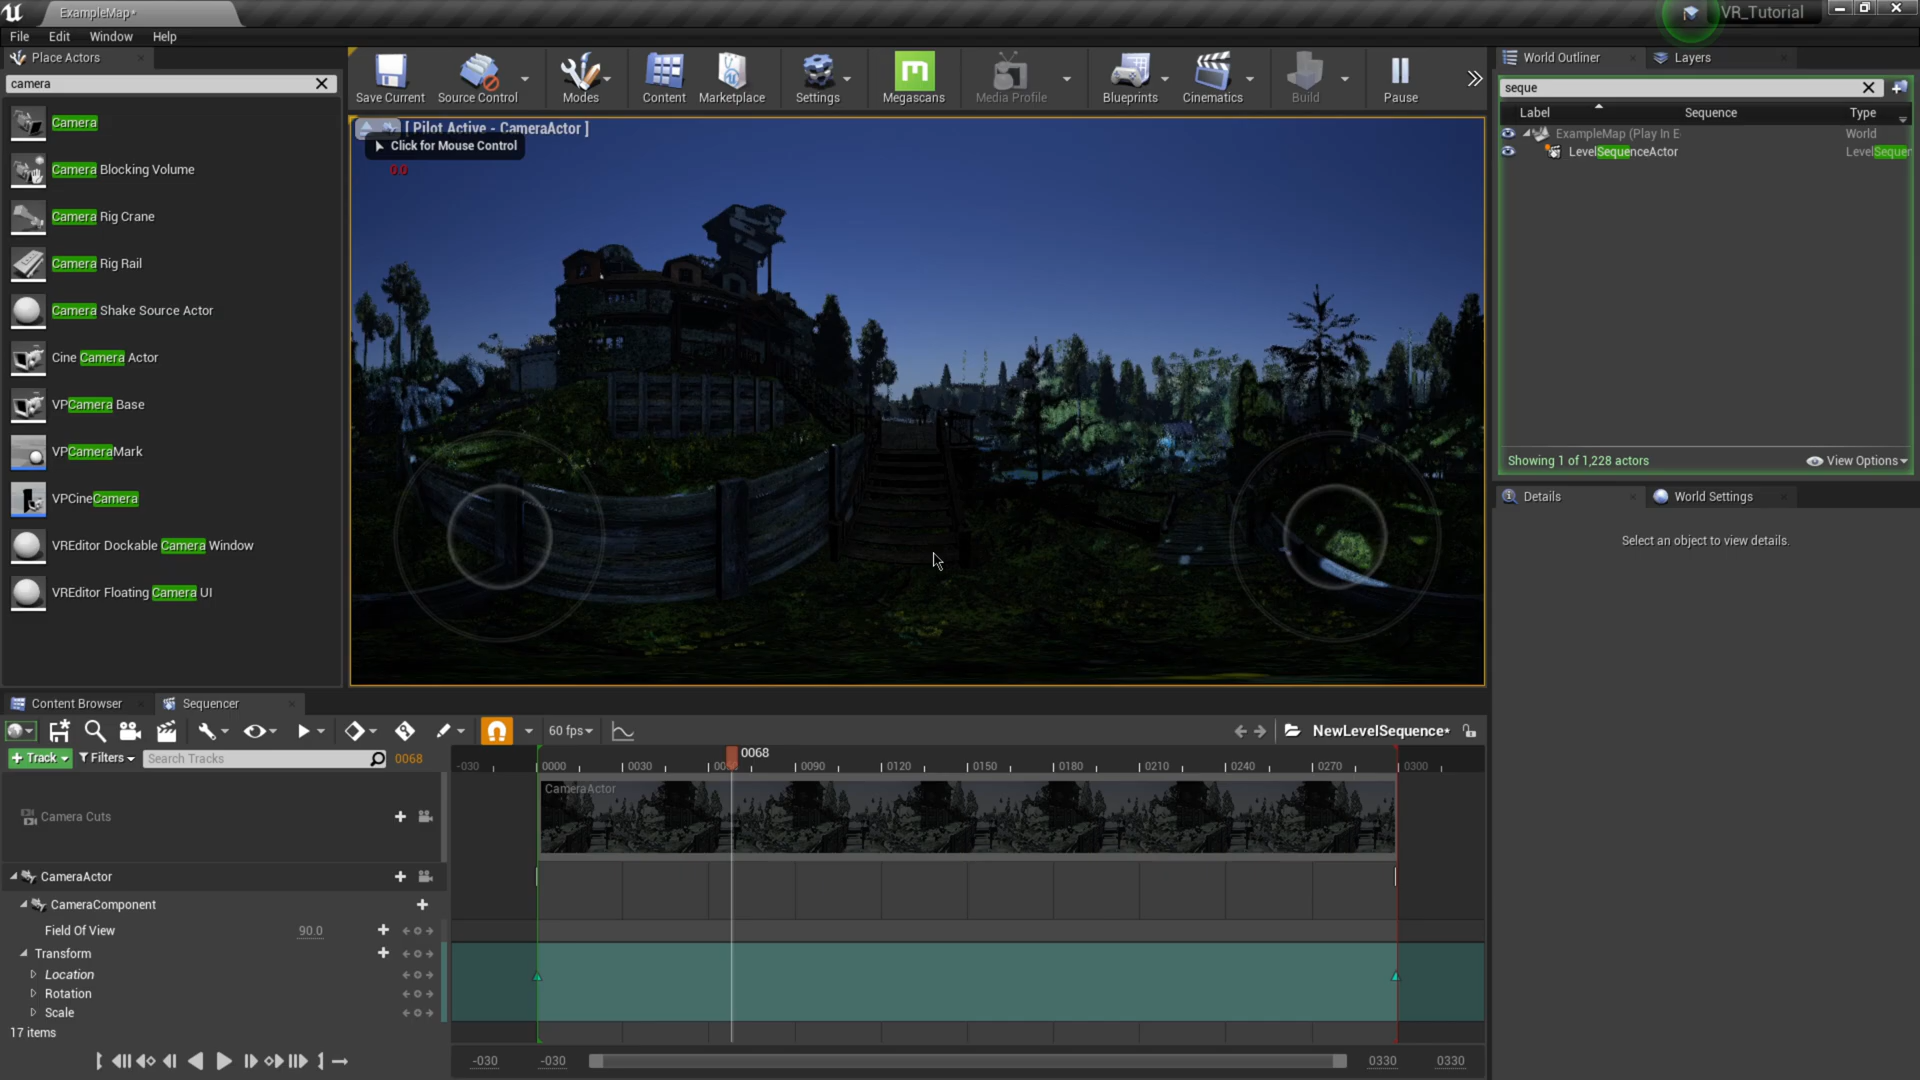 ExampleMap*
VR_Tutorial
File Edit Window Help
Place Actors
camera
Camera
Camera Blocking Volume
Camera Rig Crane
Camera Rig Rail
Camera Shake Source Actor
Cine Camera Actor
VPCamera Base
VPCameraMark
VPCineCamera
VREditor Dockable Camera Window
VREditor Floating Camera UI
Save Current Source Control Modes Content Marketplace Settings Megascans Media Profile Blueprints Cinematics Build Pause
[ Pilot Active - CameraActor ]
Click for Mouse Control
0.0
World Outliner Layers
seque
Label Sequence Type
ExampleMap (Play In E World
LevelSequenceActor LevelSequen
Showing 1 of 1,228 actors View Options
Details World Settings
Select an object to view details.
Content Browser Sequencer
60 fps NewLevelSequence*
+ Track Filters Search Tracks 0068
0068
-030 0000 0030 0090 0120 0150 0180 0210 0240 0270 0300
CameraActor
Camera Cuts
CameraActor
CameraComponent
Field Of View 90.0
Transform
Location
Rotation
Scale
17 items
-030 -030 0330 0330